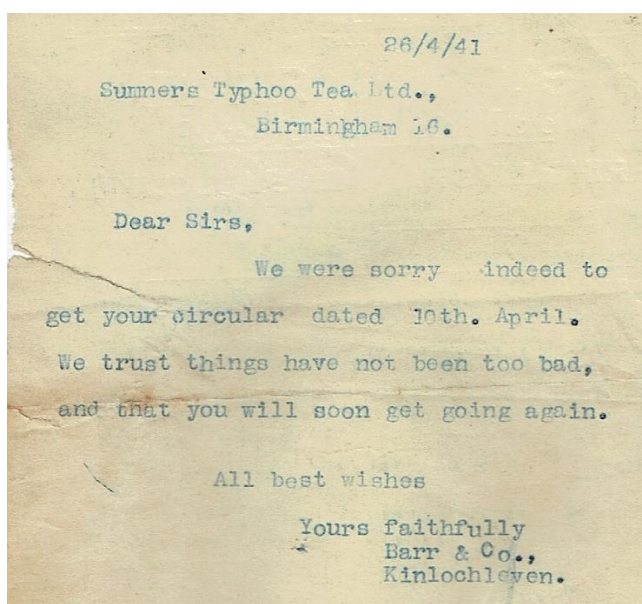 26/4/41
Sumners Typhoo Tea Ltd.,
Birmingham 16.
Dear Sirs,
We were sorry indeed to
get your circular dated 10th. April.
We trust things have not been too bad,
and that you will soon get going again.
All best wishes
Yours faithfully
Barr & Co.,
Kinlochleven.